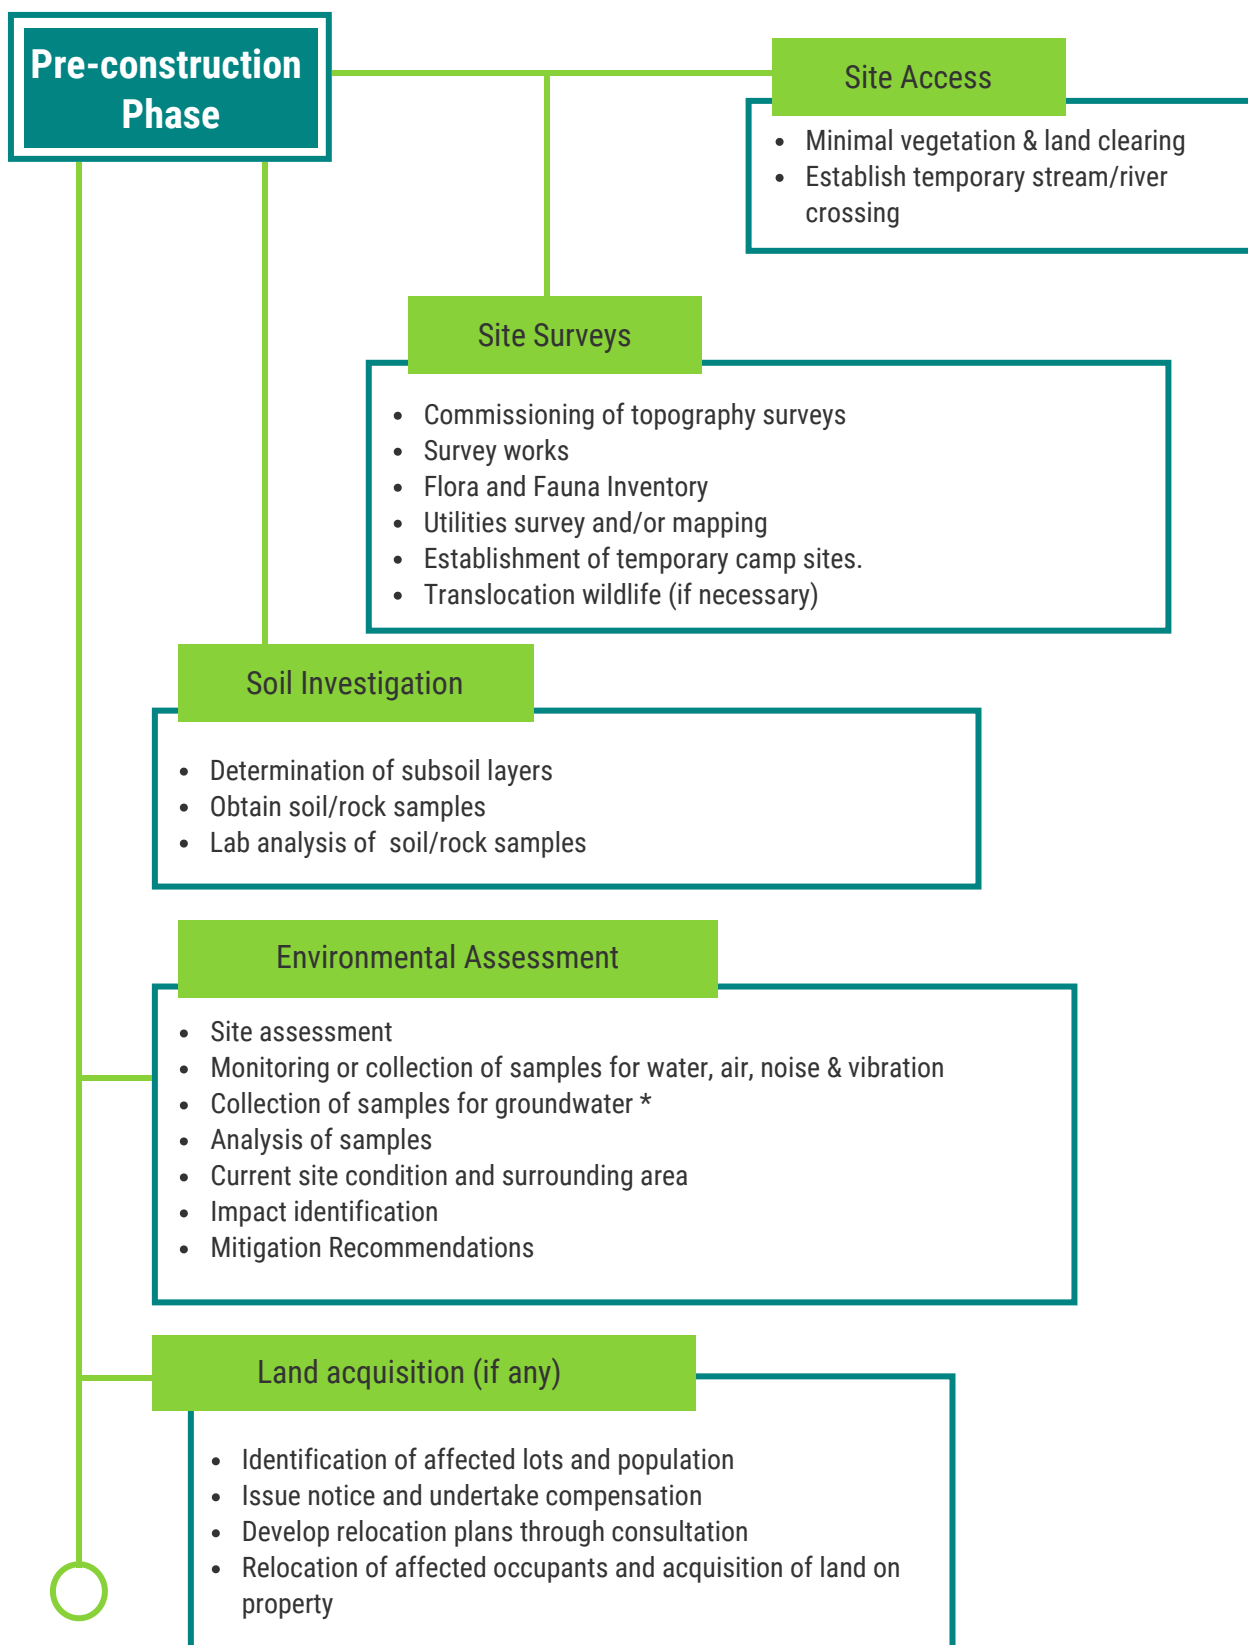 Pre-construction
Phase
Site Access
• Minimal vegetation & land clearing
• Establish temporary stream/river
crossing
Site Surveys
• Commissioning of topography surveys
• Survey works
• Flora and Fauna Inventory
• Utilities survey and/or mapping
• Establishment of temporary camp sites.
• Translocation wildlife (if necessary)
Soil Investigation
• Determination of subsoil layers
• Obtain soil/rock samples
• Lab analysis of  soil/rock samples
Environmental Assessment
• Site assessment
• Monitoring or collection of samples for water, air, noise & vibration
• Collection of samples for groundwater *
• Analysis of samples
• Current site condition and surrounding area
• Impact identification
• Mitigation Recommendations
Land acquisition (if any)
• Identification of affected lots and population
• Issue notice and undertake compensation
• Develop relocation plans through consultation
• Relocation of affected occupants and acquisition of land on
property